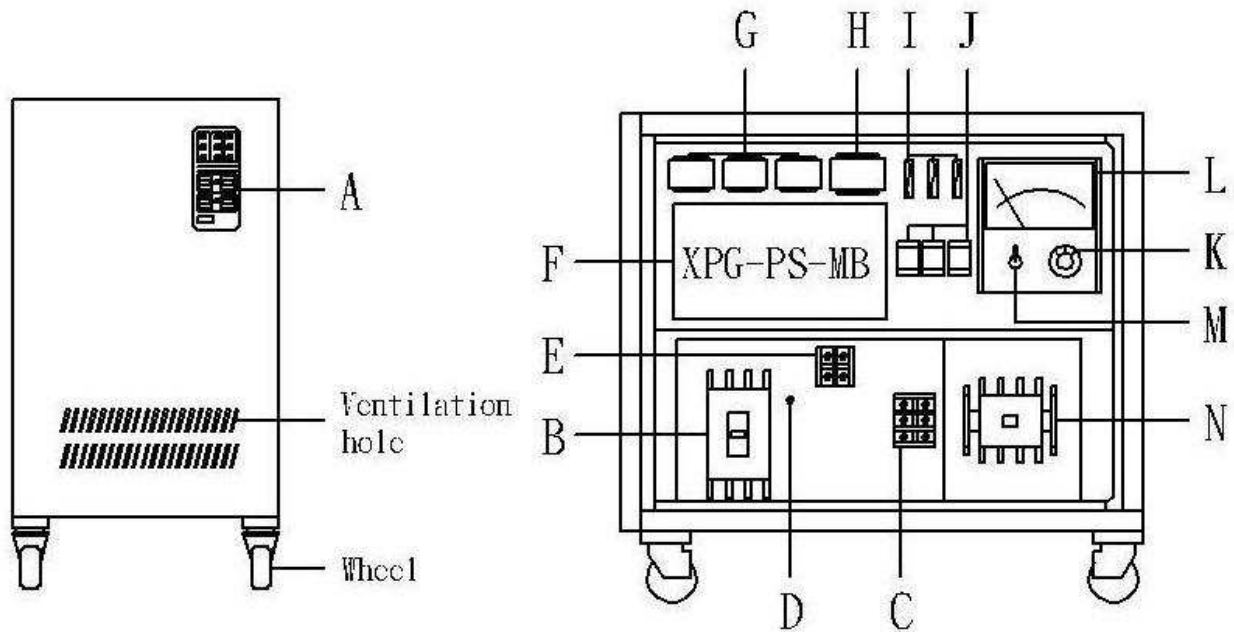 G H I J
A
L
F XPG-PS-MB K
M
E
Ventilation
hole
B N
Wheel
D C